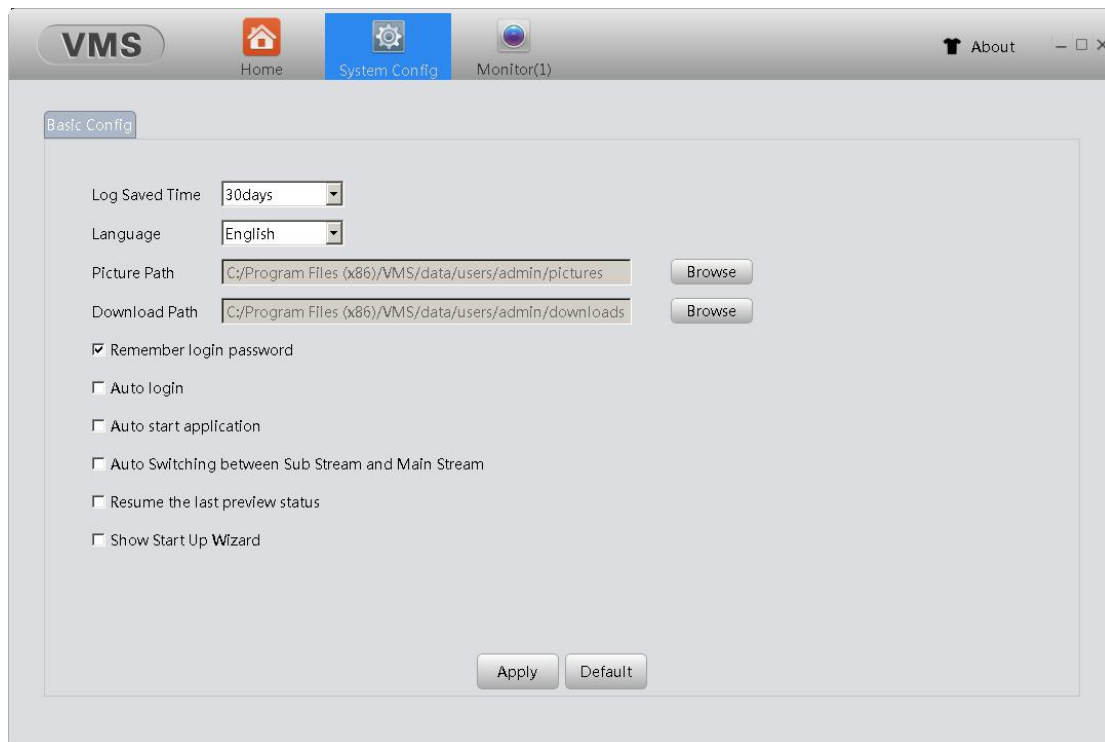 VMS
Home
System Config
Monitor(1)
About
Basic Config
Log Saved Time 30days
Language English
Picture Path C:/Program Files (x86)/VMS/data/users/admin/pictures Browse
Download Path C:/Program Files (x86)/VMS/data/users/admin/downloads Browse
Remember login password
Auto login
Auto start application
Auto Switching between Sub Stream and Main Stream
Resume the last preview status
Show Start Up Wizard
Apply Default